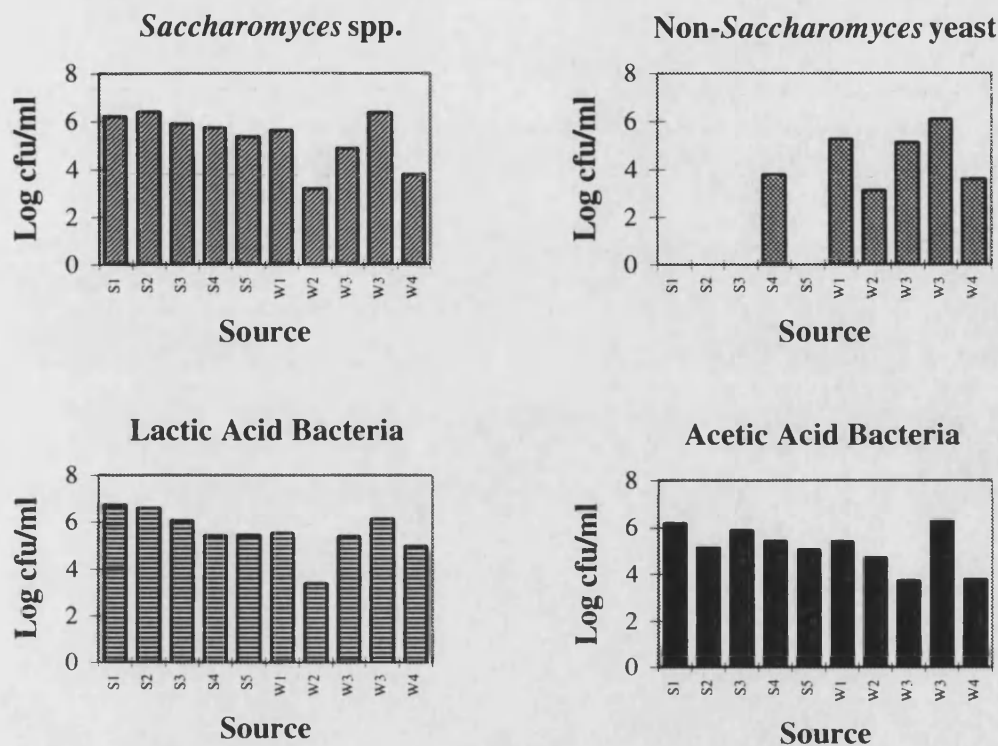 Saccharomyces spp.
Log cfu/ml
8
6
4
2
0
S1 S2 S3 S4 S5 W1 W2 W3 W3 W4
Source
Non-Saccharomyces yeast
Log cfu/ml
8
6
4
2
0
S1 S2 S3 S4 S5 W1 W2 W3 W3 W4
Source
Lactic Acid Bacteria
Log cfu/ml
8
6
4
2
0
S1 S2 S3 S4 S5 W1 W2 W3 W3 W4
Source
Acetic Acid Bacteria
Log cfu/ml
8
6
4
2
0
S1 S2 S3 S4 S5 W1 W2 W3 W3 W4
Source